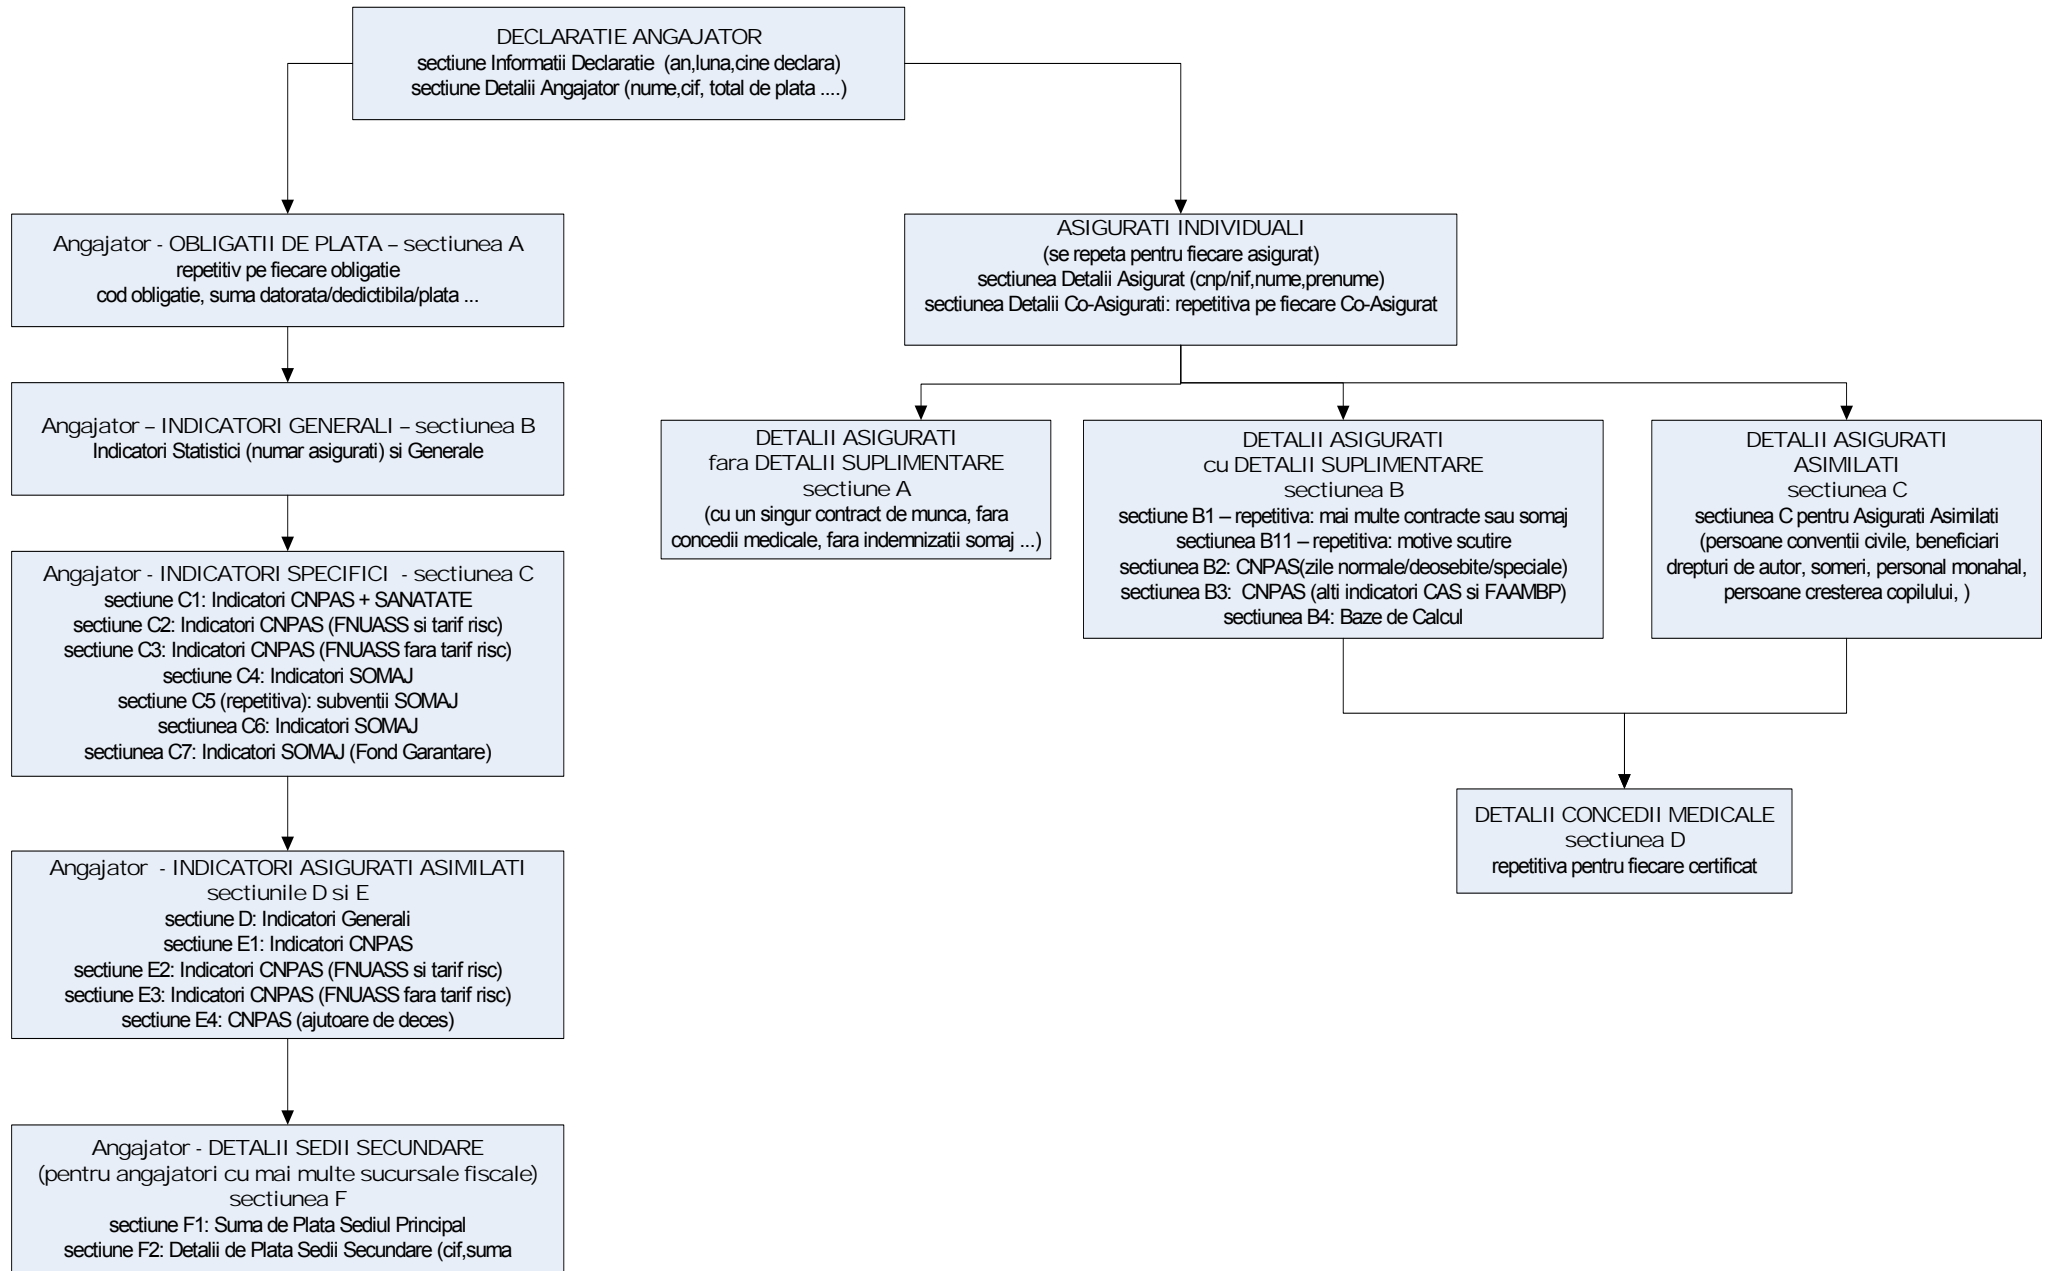 DECLARATIE ANGAJATOR
sectiune Informatii Declaratie (an,luna,cine declara)
sectiune Detalii Angajator (nume,cif, total de plata ....)
Angajator - OBLIGATII DE PLATA – sectiunea A
repetitiv pe fiecare obligatie
cod obligatie, suma datorata/dedictibila/plata ...
Angajator – INDICATORI GENERALI – sectiunea B
Indicatori Statistici (numar asigurati) si Generale
Angajator - INDICATORI SPECIFICI - sectiunea C
sectiune C1: Indicatori CNPAS + SANATATE
sectiune C2: Indicatori CNPAS (FNUASS si tarif risc)
sectiune C3: Indicatori CNPAS (FNUASS fara tarif risc)
sectiune C4: Indicatori SOMAJ
sectiune C5 (repetitiva): subventii SOMAJ
sectiunea C6: Indicatori SOMAJ
sectiunea C7: Indicatori SOMAJ (Fond Garantare)
Angajator - INDICATORI ASIGURATI ASIMILATI
sectiunile D si E
sectiune D: Indicatori Generali
sectiune E1: Indicatori CNPAS
sectiune E2: Indicatori CNPAS (FNUASS si tarif risc)
sectiune E3: Indicatori CNPAS (FNUASS fara tarif risc)
sectiune E4: CNPAS (ajutoare de deces)
Angajator - DETALII SEDII SECUNDARE
(pentru angajatori cu mai multe sucursale fiscale)
sectiunea F
sectiune F1: Suma de Plata Sediul Principal
sectiune F2: Detalii de Plata Sedii Secundare (cif,suma
ASIGURATI INDIVIDUALI
(se repeta pentru fiecare asigurat)
sectiunea Detalii Asigurat (cnp/nif,nume,prenume)
sectiunea Detalii Co-Asigurati: repetitiva pe fiecare Co-Asigurat
DETALII ASIGURATI
fara DETALII SUPLIMENTARE
sectiune A
(cu un singur contract de munca, fara
concedii medicale, fara indemnizatii somaj ...)
DETALII ASIGURATI
cu DETALII SUPLIMENTARE
sectiunea B
sectiune B1 – repetitiva: mai multe contracte sau somaj
sectiunea B11 – repetitiva: motive scutire
sectiunea B2: CNPAS(zile normale/deosebite/speciale)
sectiunea B3: CNPAS (alti indicatori CAS si FAAMBP)
sectiunea B4: Baze de Calcul
DETALII ASIGURATI
ASIMILATI
sectiunea C
sectiunea C pentru Asigurati Asimilati
(persoane conventii civile, beneficiari
drepturi de autor, someri, personal monahal,
persoane cresterea copilului, )
DETALII CONCEDII MEDICALE
sectiunea D
repetitiva pentru fiecare certificat